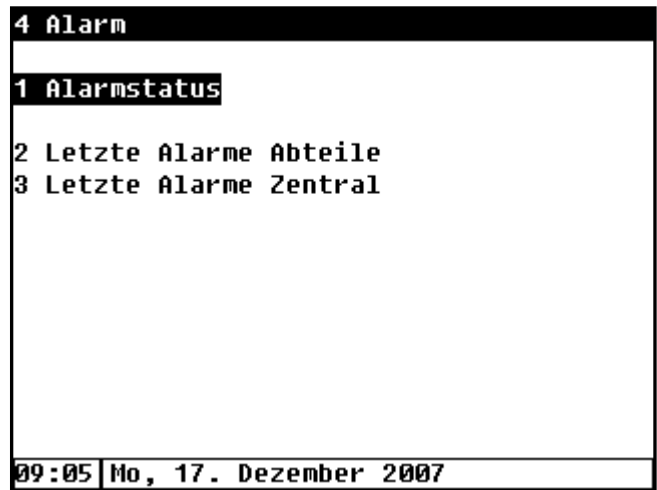 4 Alarm
1 Alarmstatus
2 Letzte Alarme Abteile
3 Letzte Alarme Zentral
09:05 Mo, 17. Dezember 2007